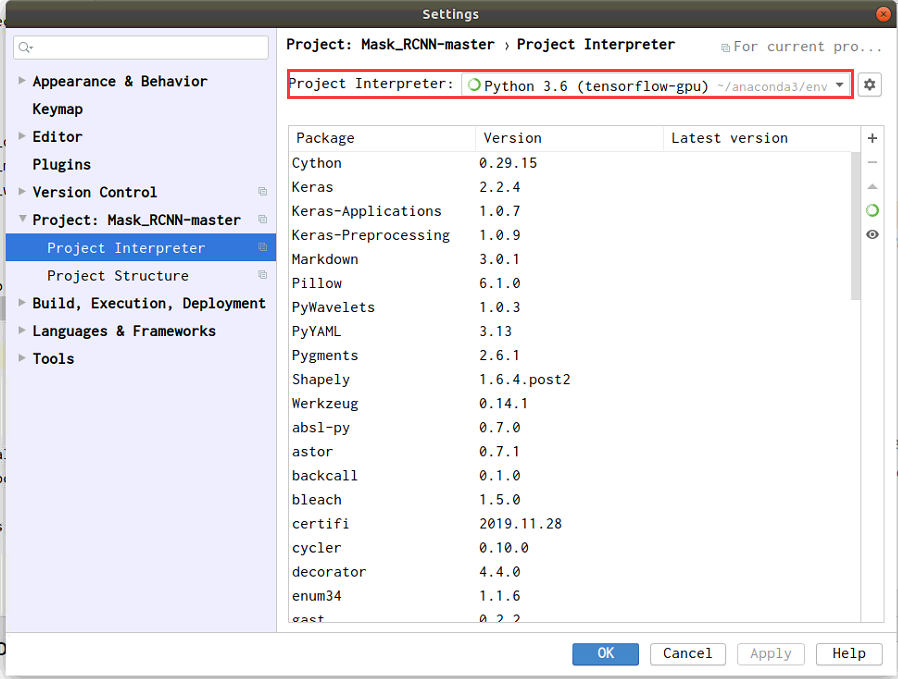 Settings
Project: Mask_RCNN-master › Project Interpreter
For current pro...
Project Interpreter: Python 3.6 (tensorflow-gpu) ~/anaconda3/env
Appearance & Behavior
Keymap
Editor
Plugins
Version Control
Project: Mask_RCNN-master
Project Interpreter
Project Structure
Build, Execution, Deployment
Languages & Frameworks
Tools
Package Version Latest version
Cython 0.29.15
Keras 2.2.4
Keras-Applications 1.0.7
Keras-Preprocessing 1.0.9
Markdown 3.0.1
Pillow 6.1.0
PyWavelets 1.0.3
PyYAML 3.13
Pygments 2.6.1
Shapely 1.6.4.post2
Werkzeug 0.14.1
absl-py 0.7.0
astor 0.7.1
backcall 0.1.0
bleach 1.5.0
certifi 2019.11.28
cycler 0.10.0
decorator 4.4.0
enum34 1.1.6
gast 0.2.2
OK Cancel Apply Help